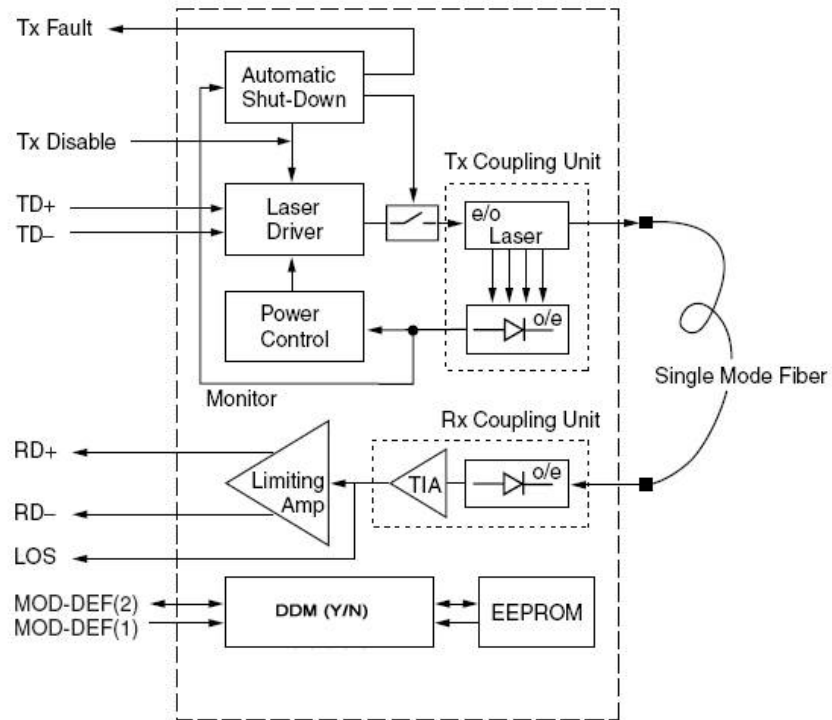 Tx Fault
Automatic
Shut-Down
Tx Disable
Tx Coupling Unit
TD+
TD–
Laser
Driver
e/o
Laser
Power
Control
o/e
Monitor
Single Mode Fiber
Rx Coupling Unit
RD+
RD–
Limiting
Amp
TIA
o/e
LOS
MOD-DEF(2)
MOD-DEF(1)
DDM (Y/N)
EEPROM